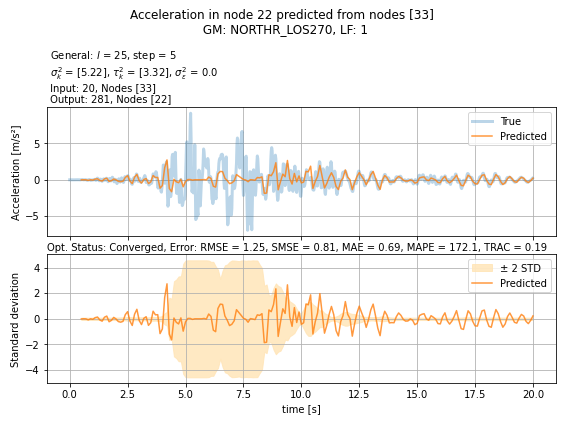 Acceleration in node 22 predicted from nodes [33]
GM: NORTHR_LOS270, LF: 1
General: l = 25, step = 5
σ²ₖ = [5.22], τ²ₖ = [3.32], σ²ε = 0.0
Input: 20, Nodes [33]
Output: 281, Nodes [22]
True
Predicted
5
0
−5
Acceleration [m/s²]
Opt. Status: Converged, Error: RMSE = 1.25, SMSE = 0.81, MAE = 0.69, MAPE = 172.1, TRAC = 0.19
± 2 STD
Predicted
4
2
0
−2
−4
Standard deviation
0.0 2.5 5.0 7.5 10.0 12.5 15.0 17.5 20.0
time [s]